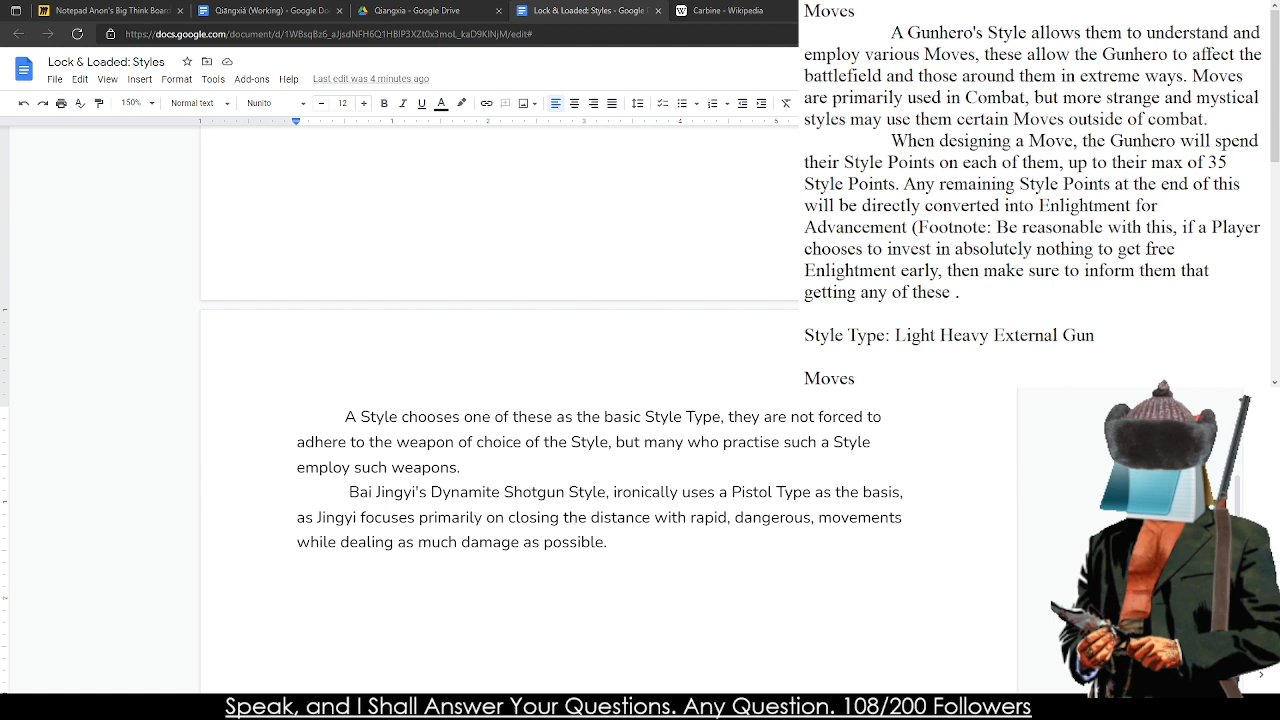 Notepad Anon's Big Think Board
Qiāngxiá (Working) - Google Do
Qiangxia - Google Drive
Lock & Loaded: Styles - Google
Carbine - Wikipedia
Lock & Loaded: Styles
File Edit View Insert Format Tools Add-ons Help Last edit was 4 minutes ago
150% Normal text Nunito 12
A Style chooses one of these as the basic Style Type, they are not forced to
adhere to the weapon of choice of the Style, but many who practise such a Style
employ such weapons.
Bai Jingyi's Dynamite Shotgun Style, ironically uses a Pistol Type as the basis,
as Jingyi focuses primarily on closing the distance with rapid, dangerous, movements
while dealing as much damage as possible.
Moves
A Gunhero's Style allows them to understand and
employ various Moves, these allow the Gunhero to affect the
battlefield and those around them in extreme ways. Moves
are primarily used in Combat, but more strange and mystical
styles may use them certain Moves outside of combat.
When designing a Move, the Gunhero will spend
their Style Points on each of them, up to their max of 35
Style Points. Any remaining Style Points at the end of this
will be directly converted into Enlightment for
Advancement (Footnote: Be reasonable with this, if a Player
chooses to invest in absolutely nothing to get free
Enlightment early, then make sure to inform them that
getting any of these .
Style Type: Light Heavy External Gun
Moves
Speak, and I Shall Answer Your Questions. Any Question. 108/200 Followers